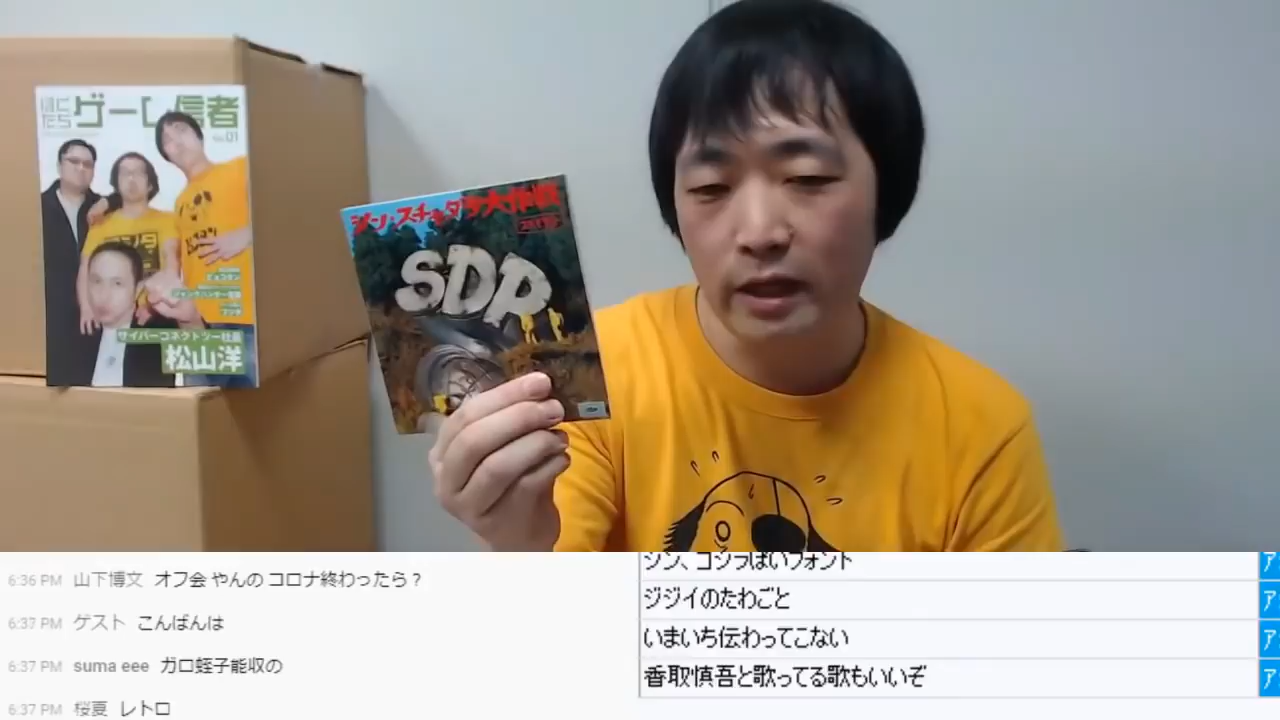 ほとたちゲーム信者
No.01
サイバーコネクトツー社長
松山洋
シン・スチャダラ大作戦
SDP
6:36 PM 山下博文 オフ会 やんの コロナ終わったら？
6:37 PM ゲスト こんばんは
6:37 PM suma eee ガロ蛭子能収の
6:37 PM 桜夏 レトロ
シン、ゴジラぽいフォント
ジジイのたわごと
いまいち伝わってこない
香取慎吾と歌ってる歌もいいぞ